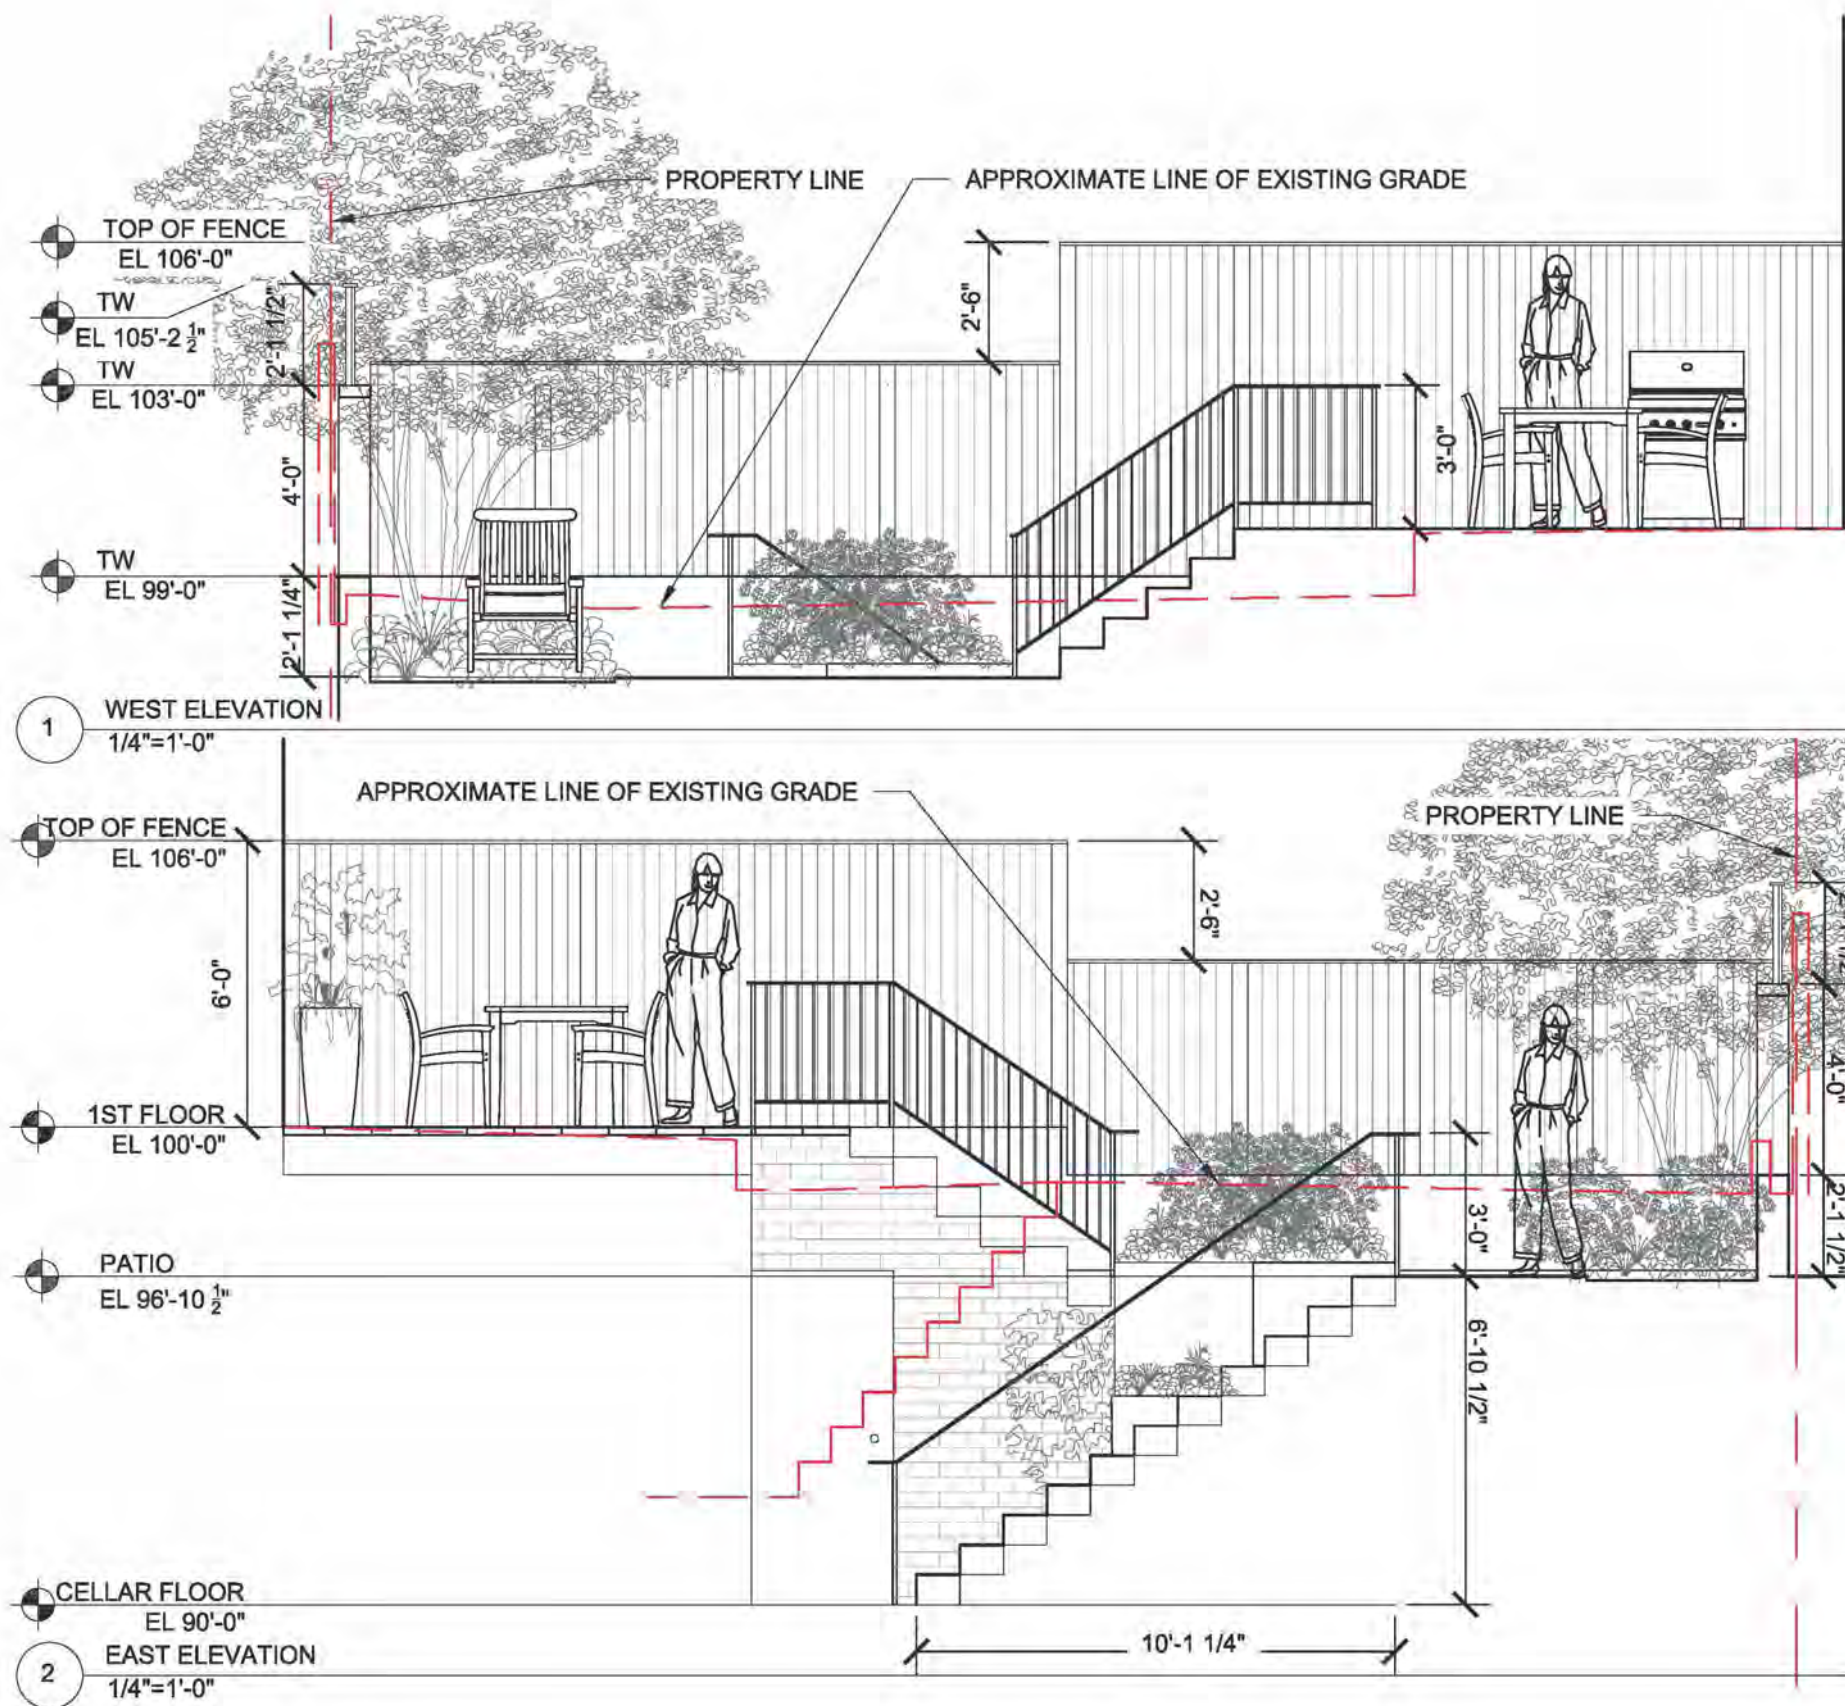 PROPERTY LINE
APPROXIMATE LINE OF EXISTING GRADE
TOP OF FENCE
EL 106'-0"
TW
EL 105'-2 1/2"
TW
EL 103'-0"
TW
EL 99'-0"
2'-1 1/2"
4'-0"
2'-1 1/4"
2'-6"
3'-0"
1
WEST ELEVATION
1/4"=1'-0"
APPROXIMATE LINE OF EXISTING GRADE
PROPERTY LINE
TOP OF FENCE
EL 106'-0"
6'-0"
2'-6"
1ST FLOOR
EL 100'-0"
4'-0"
2'-1 1/2"
3'-0"
PATIO
EL 96'-10 1/2"
6'-10 1/2"
CELLAR FLOOR
EL 90'-0"
10'-1 1/4"
2
EAST ELEVATION
1/4"=1'-0"